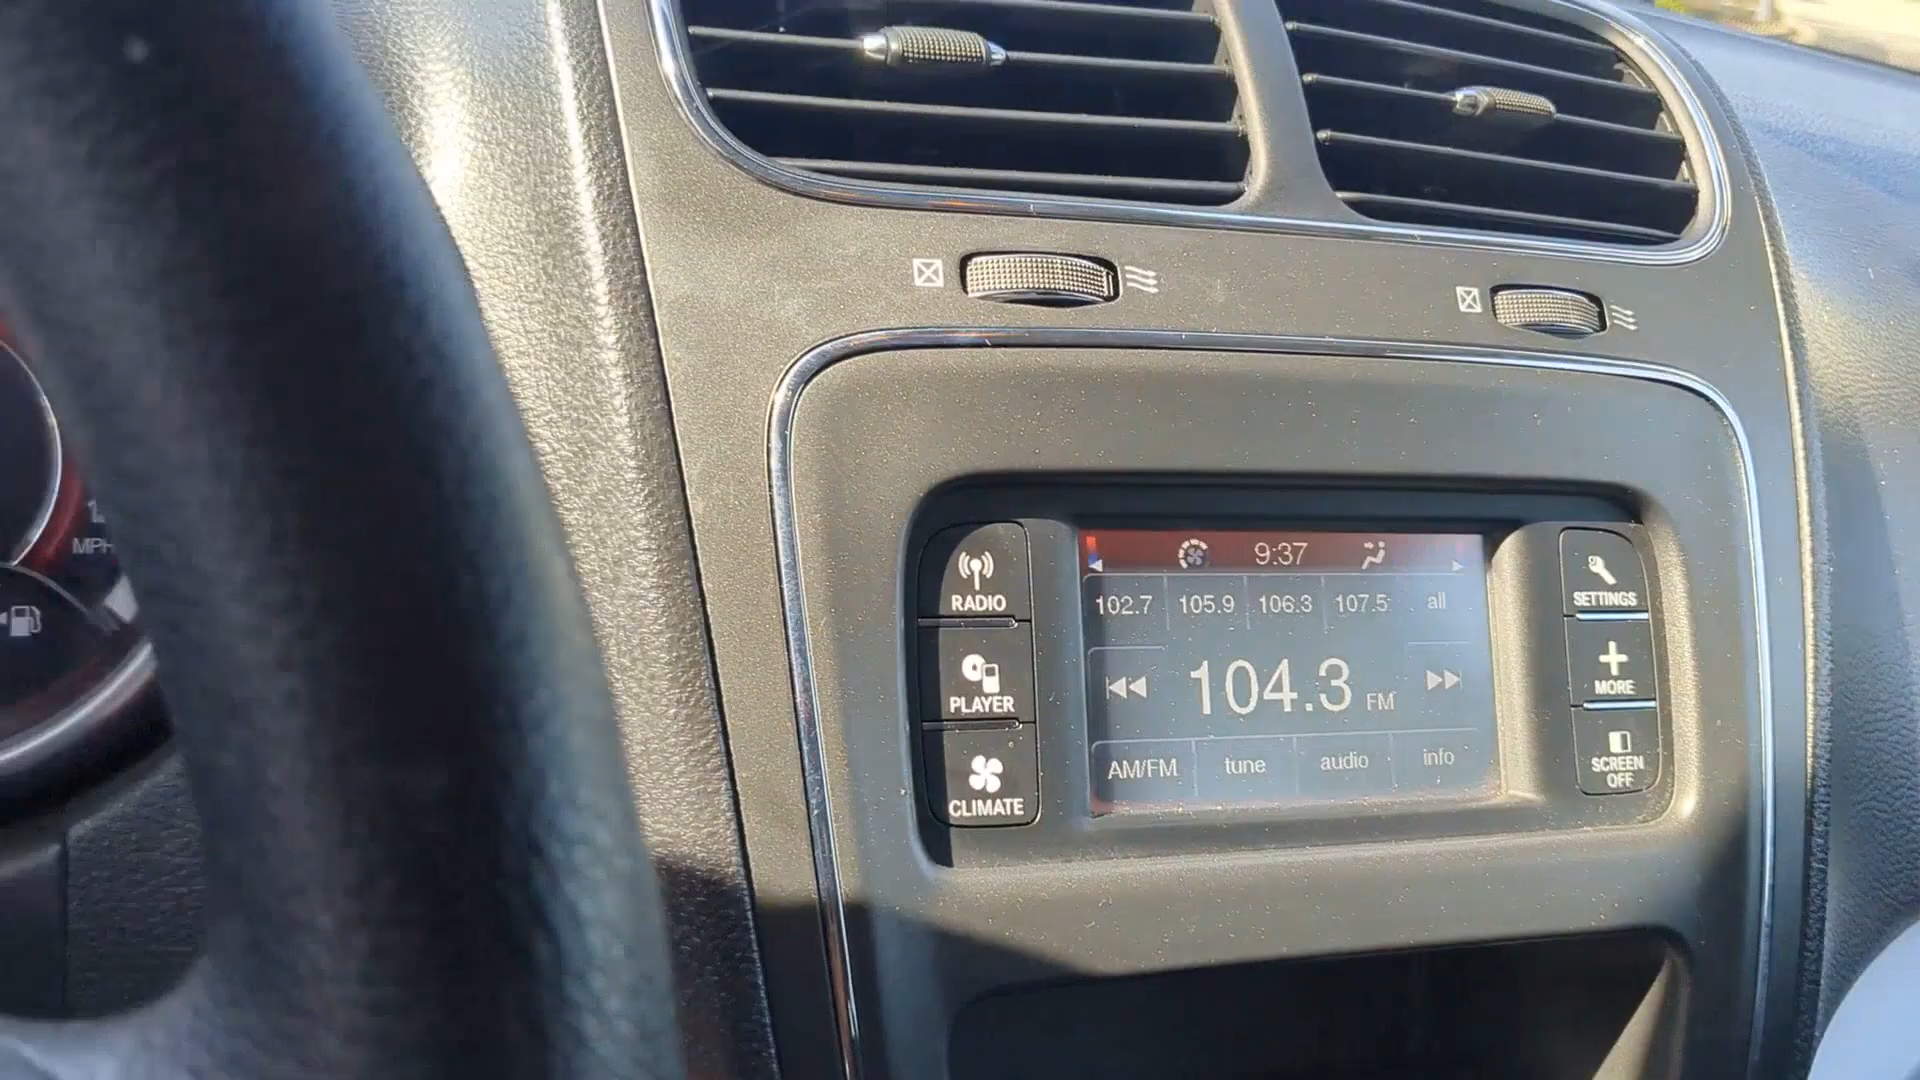 MPH
RADIO
PLAYER
CLIMATE
9:37
102.7 105.9 106.3 107.5 all
104.3 FM
AM/FM tune audio info
SETTINGS
MORE
SCREEN
OFF